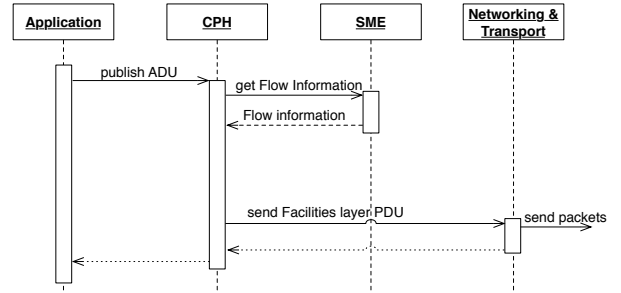 Application
CPH
SME
Networking &
Transport
publish ADU
get Flow Information
Flow information
send Facilities layer PDU
send packets